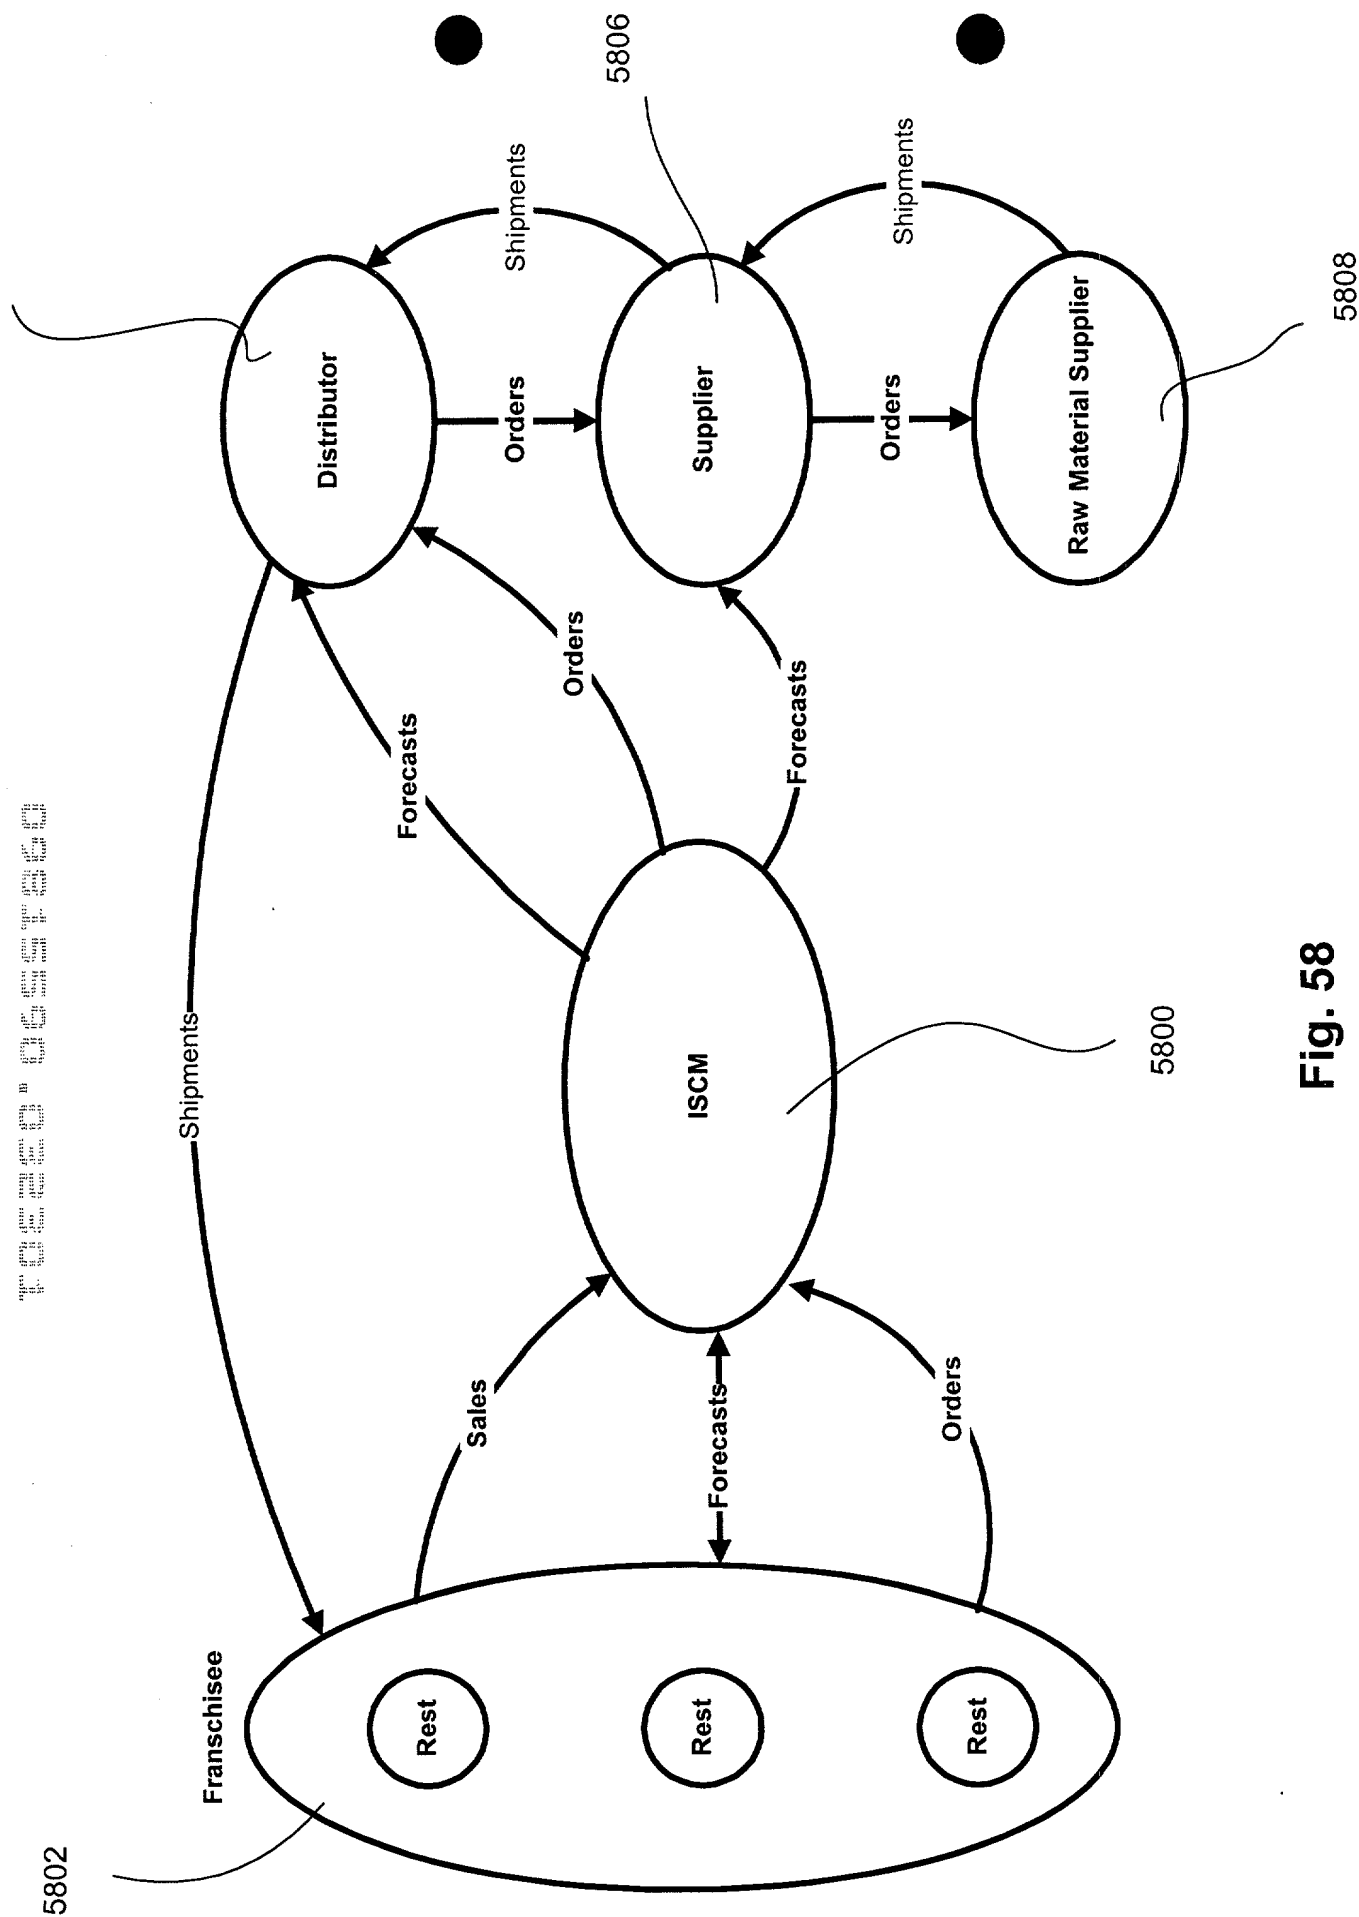 5802
Shipments
Franschisee
Distributor
Forecasts
Rest
Sales
Orders
Shipments
Orders
5806
Rest
Forecasts
ISCM
Supplier
Forecasts
Orders
Shipments
Orders
Rest
Raw Material Supplier
5800
5808
Fig. 58